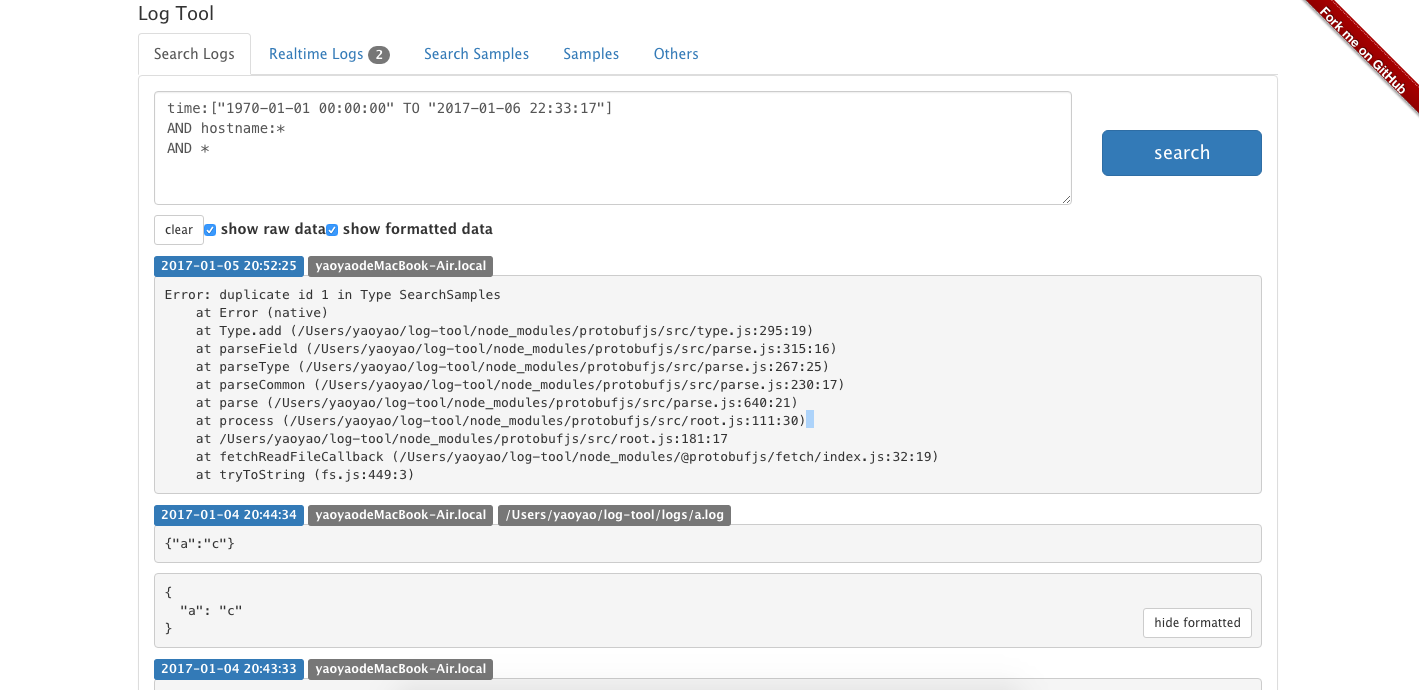 Log Tool
Fork me on GitHub
Search Logs Realtime Logs 2 Search Samples Samples Others
time:["1970-01-01 00:00:00" TO "2017-01-06 22:33:17"]
AND hostname:*
AND *
search
clear show raw data show formatted data
2017-01-05 20:52:25 yaoyaodeMacBook-Air.local
Error: duplicate id 1 in Type SearchSamples
    at Error (native)
    at Type.add (/Users/yaoyao/log-tool/node_modules/protobufjs/src/type.js:295:19)
    at parseField (/Users/yaoyao/log-tool/node_modules/protobufjs/src/parse.js:315:16)
    at parseType (/Users/yaoyao/log-tool/node_modules/protobufjs/src/parse.js:267:25)
    at parseCommon (/Users/yaoyao/log-tool/node_modules/protobufjs/src/parse.js:230:17)
    at parse (/Users/yaoyao/log-tool/node_modules/protobufjs/src/parse.js:640:21)
    at process (/Users/yaoyao/log-tool/node_modules/protobufjs/src/root.js:111:30)
    at /Users/yaoyao/log-tool/node_modules/protobufjs/src/root.js:181:17
    at fetchReadFileCallback (/Users/yaoyao/log-tool/node_modules/@protobufjs/fetch/index.js:32:19)
    at tryToString (fs.js:449:3)
2017-01-04 20:44:34 yaoyaodeMacBook-Air.local /Users/yaoyao/log-tool/logs/a.log
{"a":"c"}
{
  "a": "c"
}
hide formatted
2017-01-04 20:43:33 yaoyaodeMacBook-Air.local